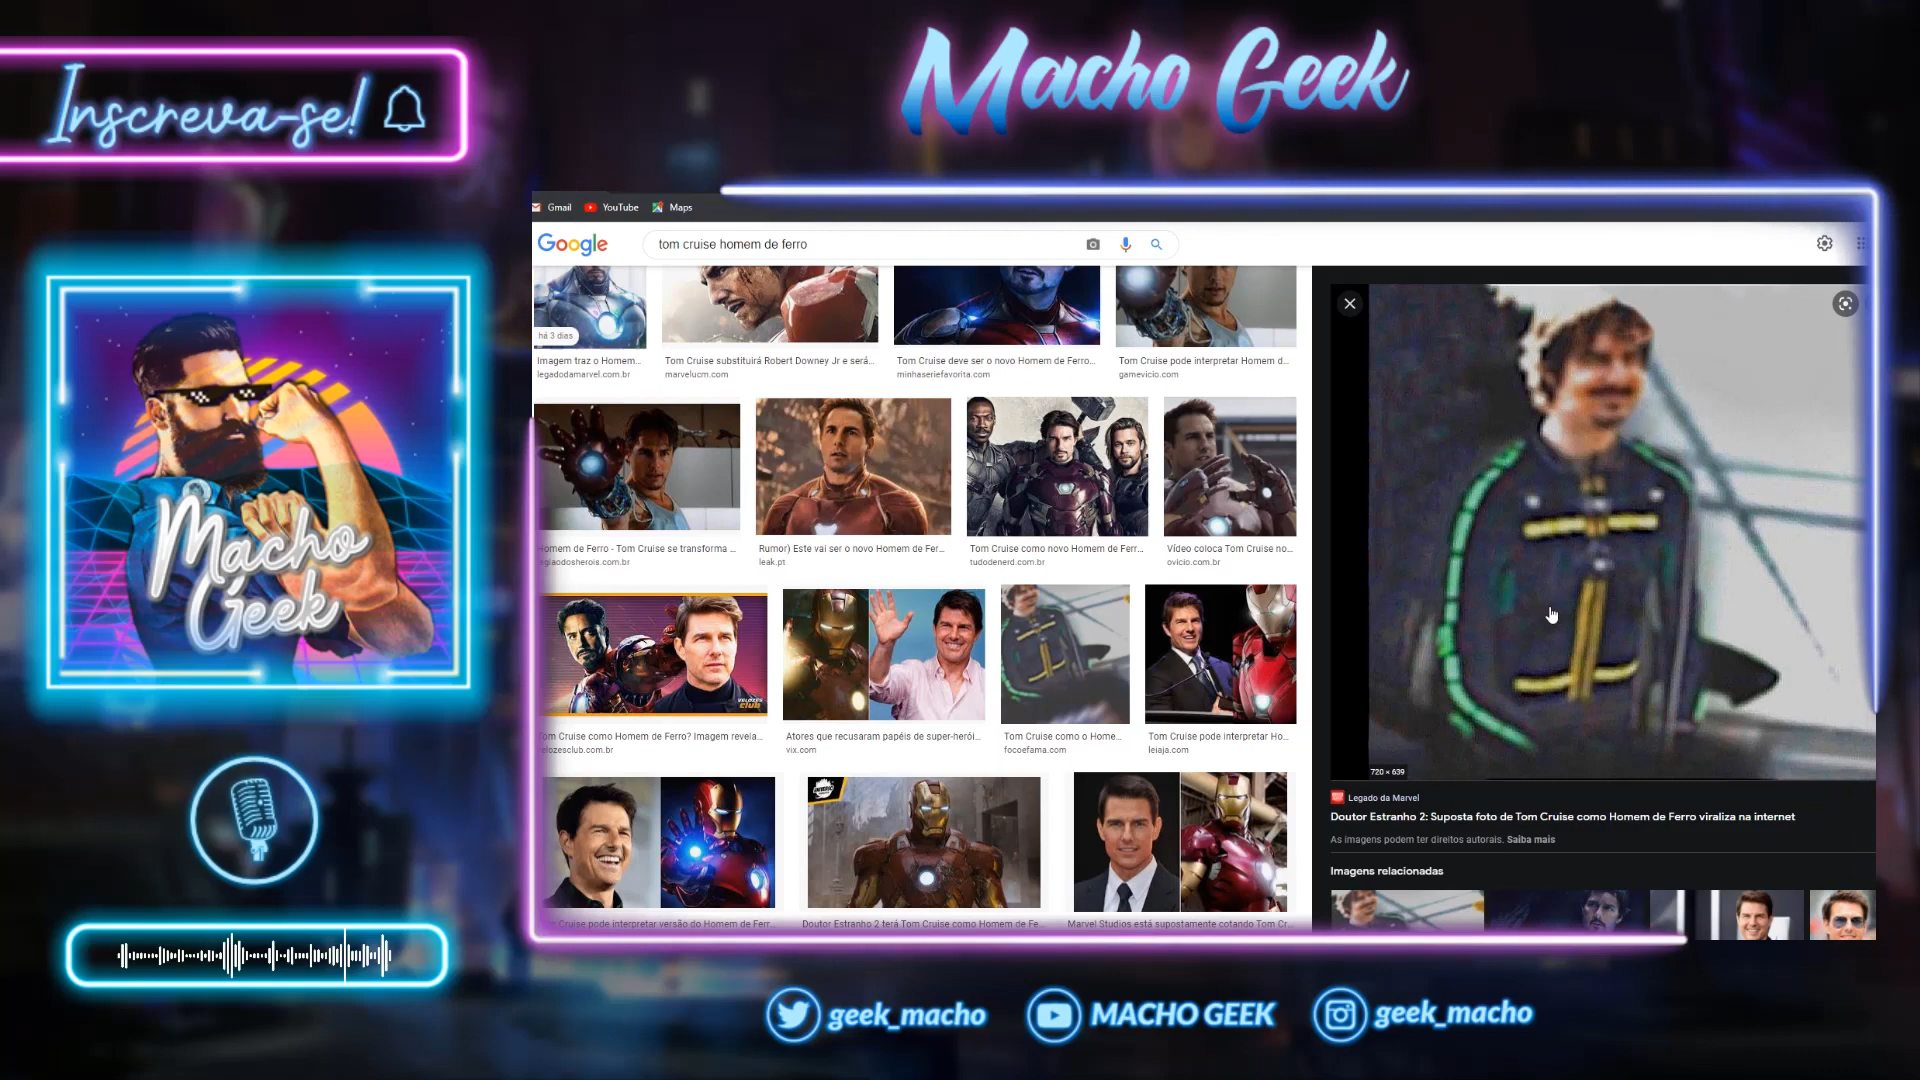 Inscreva-se!
Macho Geek
Macho
Geek
Gmail
YouTube
Maps
Google
tom cruise homem de ferro
há 3 dias
Imagem traz o Homem...
legadodamarvel.com.br
Tom Cruise substituirá Robert Downey Jr e será...
marvelucm.com
Tom Cruise deve ser o novo Homem de Ferro...
minhaseriefavorita.com
Tom Cruise pode interpretar Homem d...
gamevicio.com
omem de Ferro - Tom Cruise se transforma ...
giaodosherois.com.br
Rumor) Este vai ser o novo Homem de Fer...
leak.pt
Tom Cruise como novo Homem de Ferr...
tudodenerd.com.br
Vídeo coloca Tom Cruise no...
ovicio.com.br
VELOZES
CLUB
om Cruise como Homem de Ferro? Imagem revela...
elozesclub.com.br
Atores que recusaram papéis de super-herói...
vix.com
Tom Cruise como o Home...
focoefama.com
Tom Cruise pode interpretar Ho...
leiaja.com
Cruise pode interpretar versão do Homem de Ferr...
Doutor Estranho 2 terá Tom Cruise como Homem de Fe...
Marvel Studios está supostamente cotando Tom Cr...
720 × 639
Legado da Marvel
Doutor Estranho 2: Suposta foto de Tom Cruise como Homem de Ferro viraliza na internet
As imagens podem ter direitos autorais. Saiba mais
Imagens relacionadas
geek_macho
MACHO GEEK
geek_macho